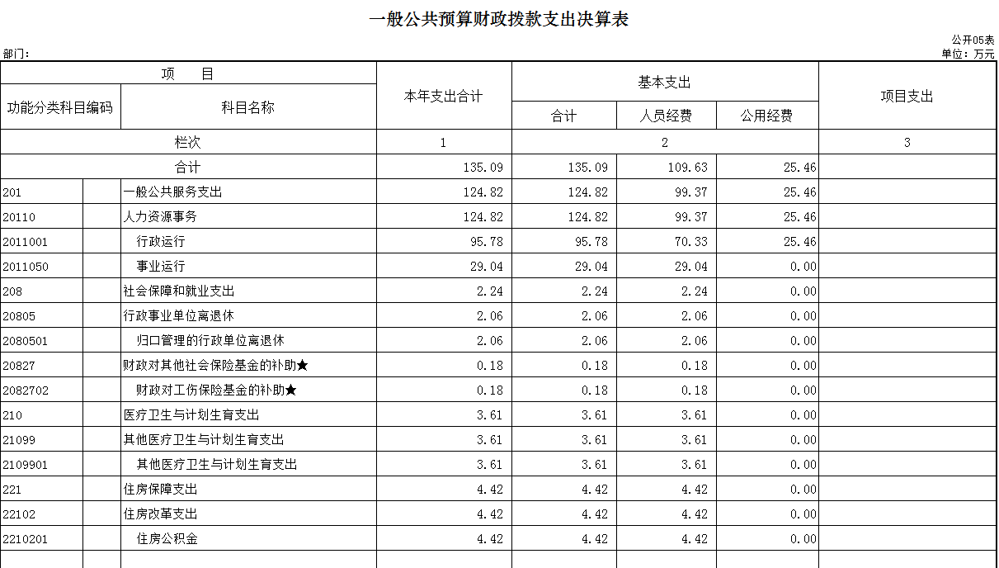 一般公共预算财政拨款支出决算表
公开05表
部门：
单位：万元
项 目 本年支出合计 基本支出 项目支出
功能分类科目编码 科目名称 合计 人员经费 公用经费
栏次 1 2 3
合计 135.09 135.09 109.63 25.46
201 一般公共服务支出 124.82 124.82 99.37 25.46
20110 人力资源事务 124.82 124.82 99.37 25.46
2011001 行政运行 95.78 95.78 70.33 25.46
2011050 事业运行 29.04 29.04 29.04 0.00
208 社会保障和就业支出 2.24 2.24 2.24 0.00
20805 行政事业单位离退休 2.06 2.06 2.06 0.00
2080501 归口管理的行政单位离退休 2.06 2.06 2.06 0.00
20827 财政对其他社会保险基金的补助★ 0.18 0.18 0.18 0.00
2082702 财政对工伤保险基金的补助★ 0.18 0.18 0.18 0.00
210 医疗卫生与计划生育支出 3.61 3.61 3.61 0.00
21099 其他医疗卫生与计划生育支出 3.61 3.61 3.61 0.00
2109901 其他医疗卫生与计划生育支出 3.61 3.61 3.61 0.00
221 住房保障支出 4.42 4.42 4.42 0.00
22102 住房改革支出 4.42 4.42 4.42 0.00
2210201 住房公积金 4.42 4.42 4.42 0.00